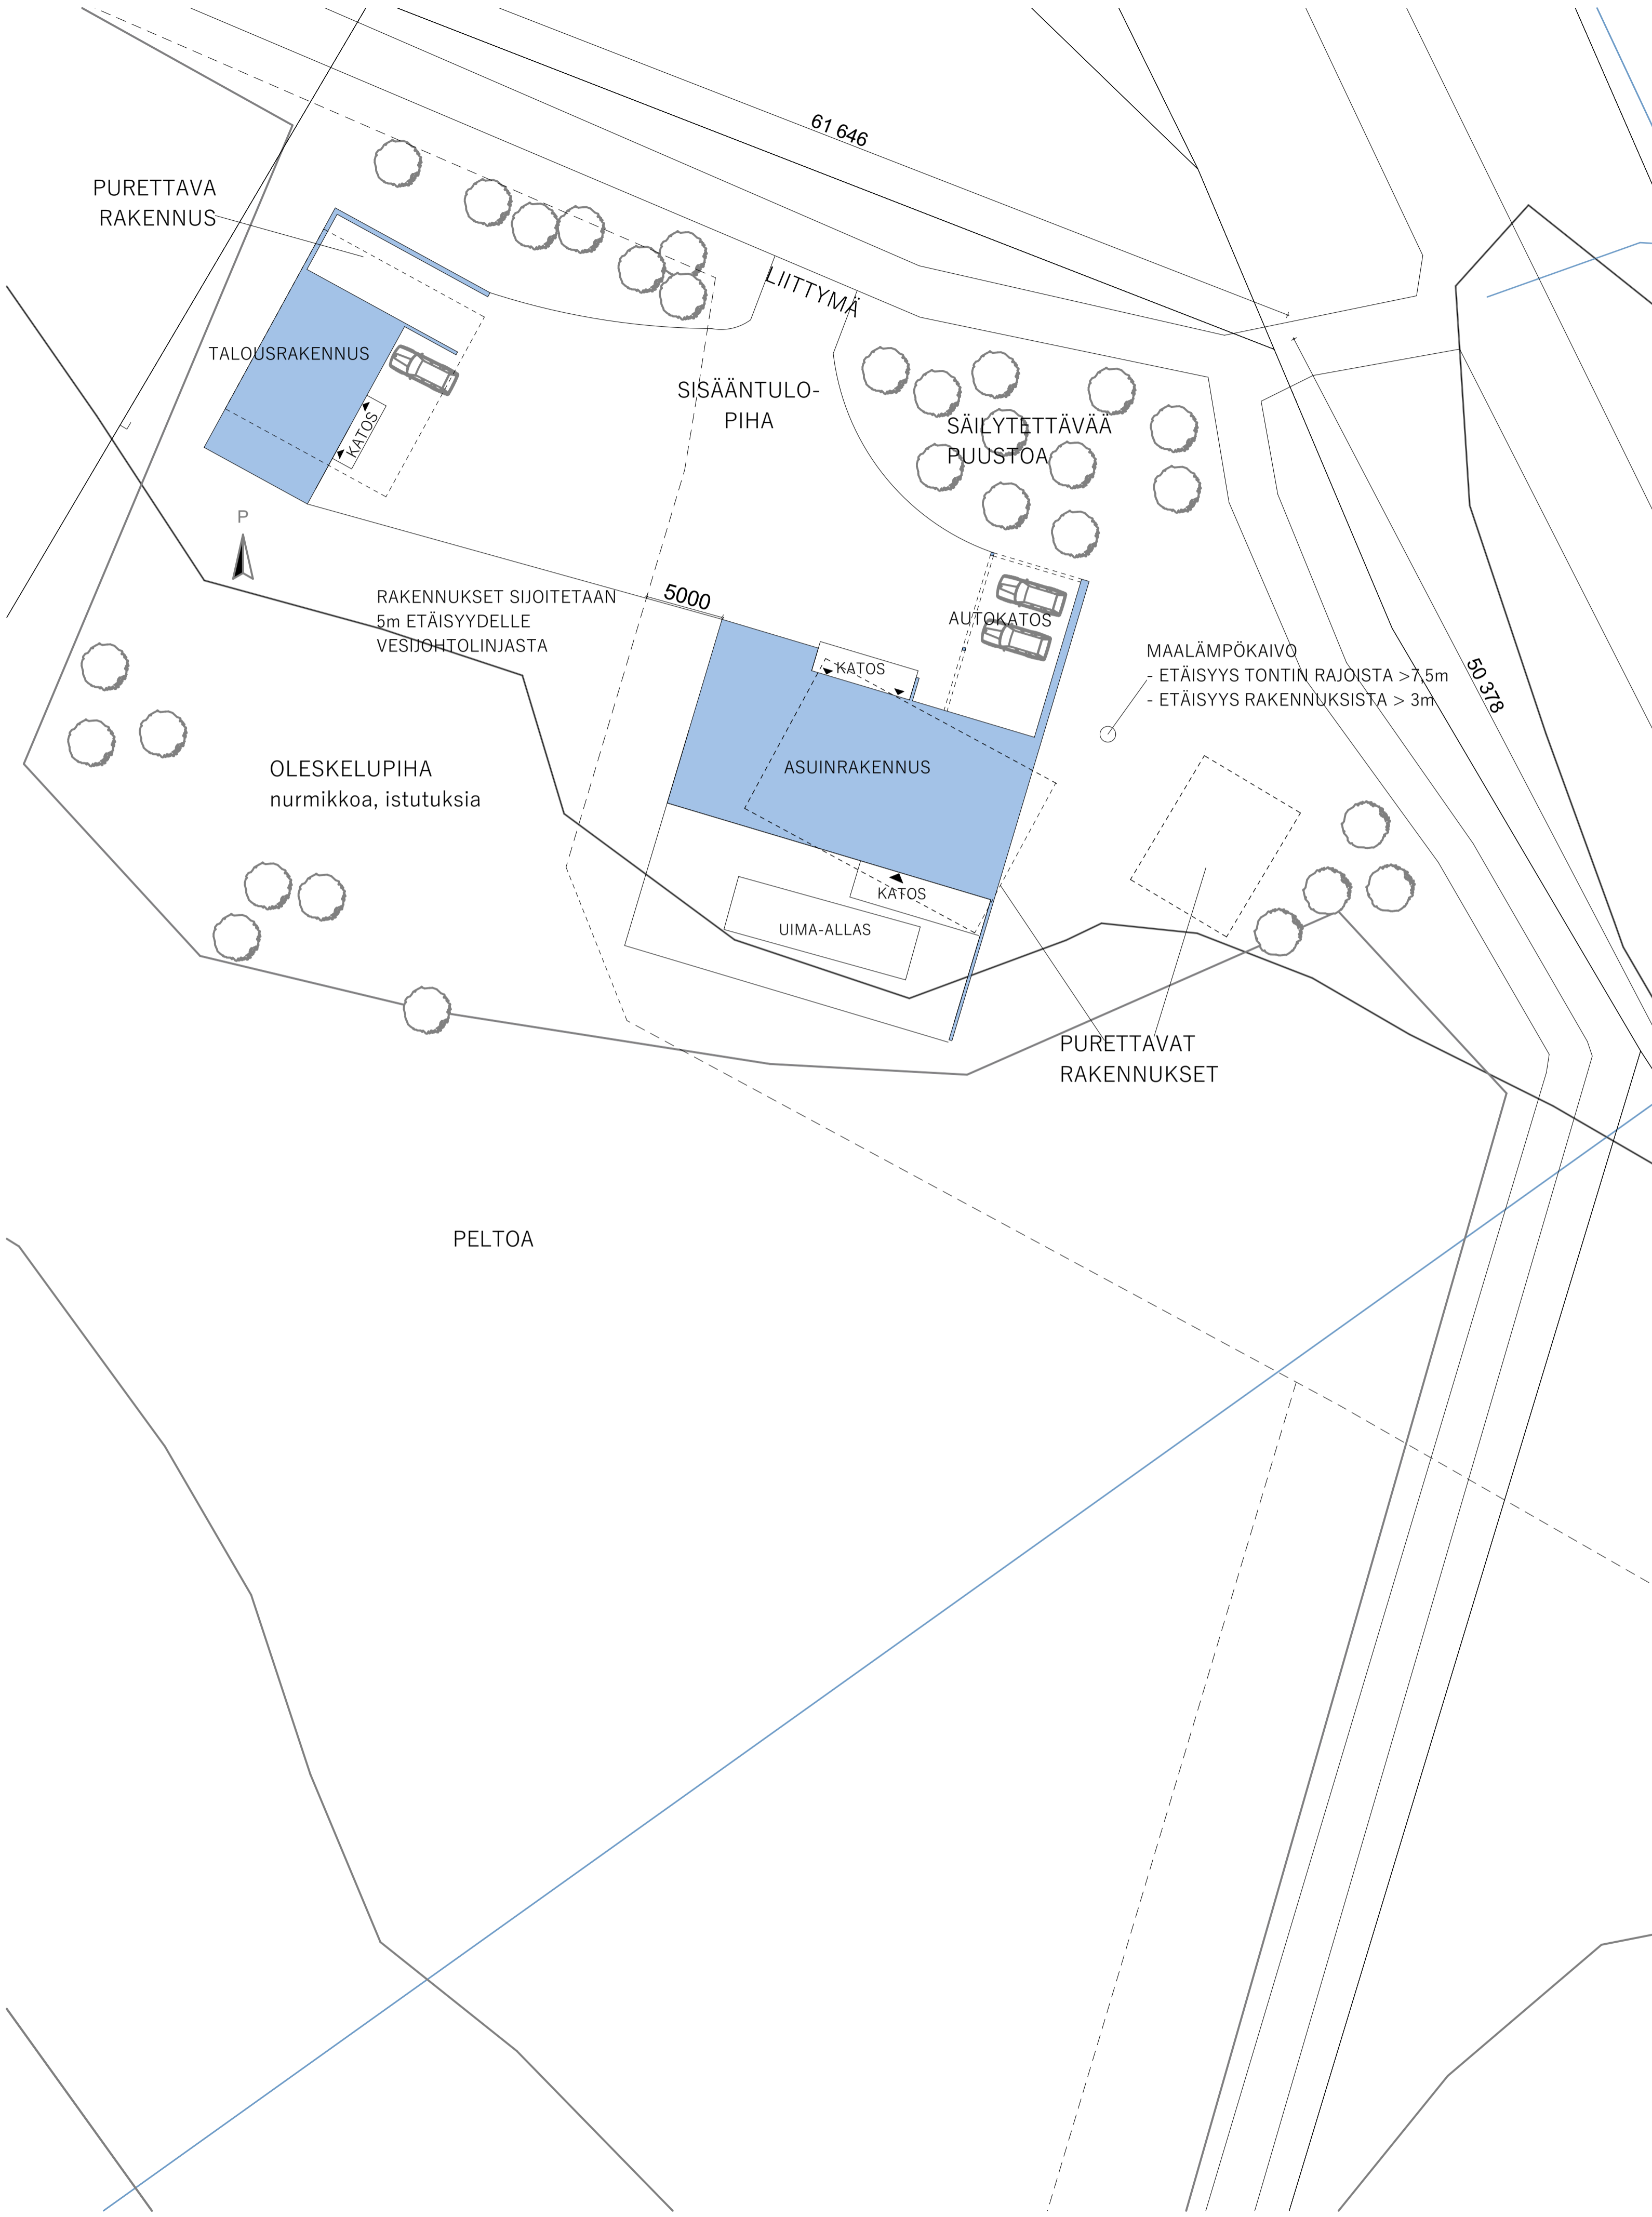 61 646
PURETTAVA
RAKENNUS
LIITTYMÄ
TALOUSRAKENNUS
KATOS
SISÄÄNTULO-
PIHA
SÄILYTETTÄVÄÄ
PUUSTOA
P
RAKENNUKSET SIJOITETAAN
5m ETÄISYYDELLE
VESIJOHTOLINJASTA
5000
AUTOKATOS
KATOS
MAALÄMPÖKAIVO
- ETÄISYYS TONTIN RAJOISTA >7,5m
- ETÄISYYS RAKENNUKSISTA > 3m
50 378
OLESKELUPIHA
nurmikkoa, istutuksia
ASUINRAKENNUS
KATOS
UIMA-ALLAS
PURETTAVAT
RAKENNUKSET
PELTOA